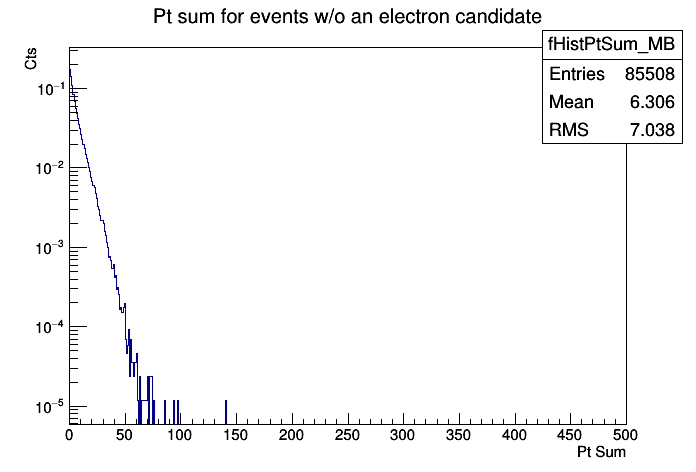 Pt sum for events w/o an electron candidate
fHistPtSum_MB
Entries 85508
Mean 6.306
RMS 7.038
Cts
10⁻¹
10⁻²
10⁻³
10⁻⁴
10⁻⁵
0 50 100 150 200 250 300 350 400 450 500
Pt Sum